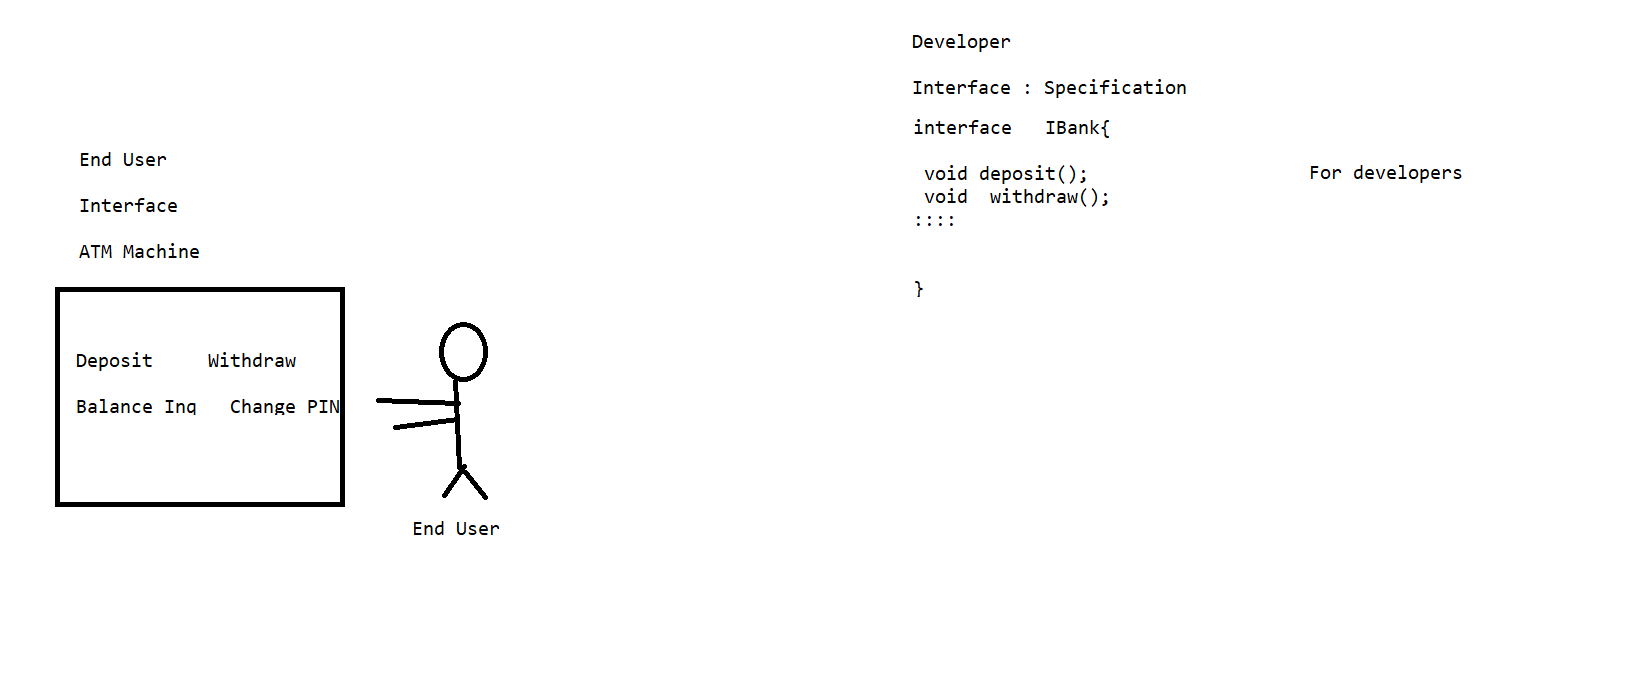 End User
Interface
ATM Machine
Deposit Withdraw
Balance Inq Change PIN
End User
Developer
Interface : Specification
interface IBank{
void deposit(); For developers
void withdraw();
::::
}